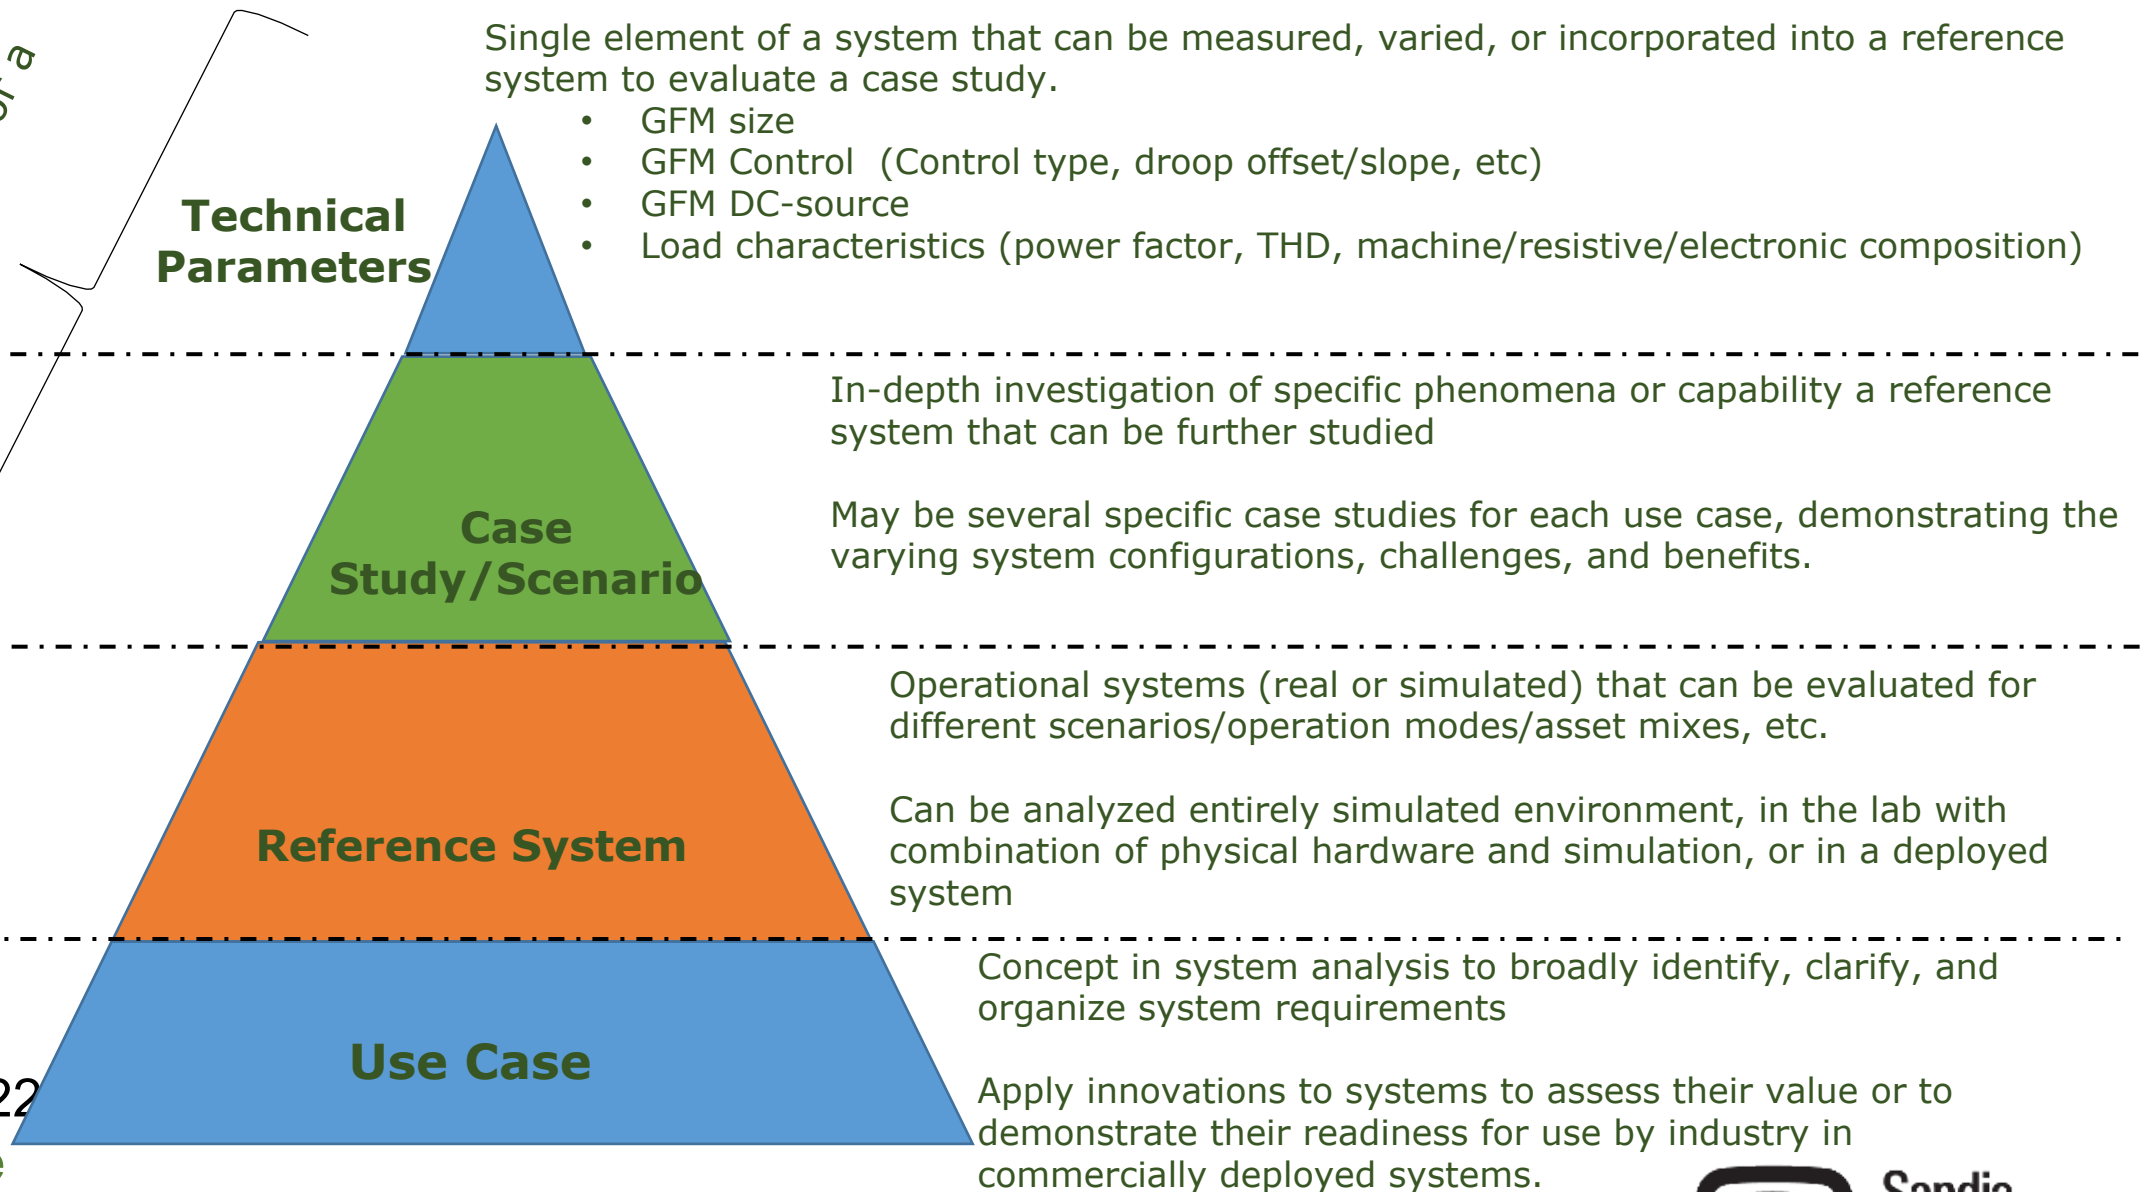 Single element of a system that can be measured, varied, or incorporated into a reference
system to evaluate a case study.
• GFM size
• GFM Control (Control type, droop offset/slope, etc)
• GFM DC-source
• Load characteristics (power factor, THD, machine/resistive/electronic composition)
Technical
Parameters
a
In-depth investigation of specific phenomena or capability a reference
system that can be further studied
May be several specific case studies for each use case, demonstrating the
varying system configurations, challenges, and benefits.
Case
Study/Scenario
Operational systems (real or simulated) that can be evaluated for
different scenarios/operation modes/asset mixes, etc.
Can be analyzed entirely simulated environment, in the lab with
combination of physical hardware and simulation, or in a deployed
system
Reference System
Concept in system analysis to broadly identify, clarify, and
organize system requirements
Apply innovations to systems to assess their value or to
demonstrate their readiness for use by industry in
commercially deployed systems.
Use Case
22
Sandia